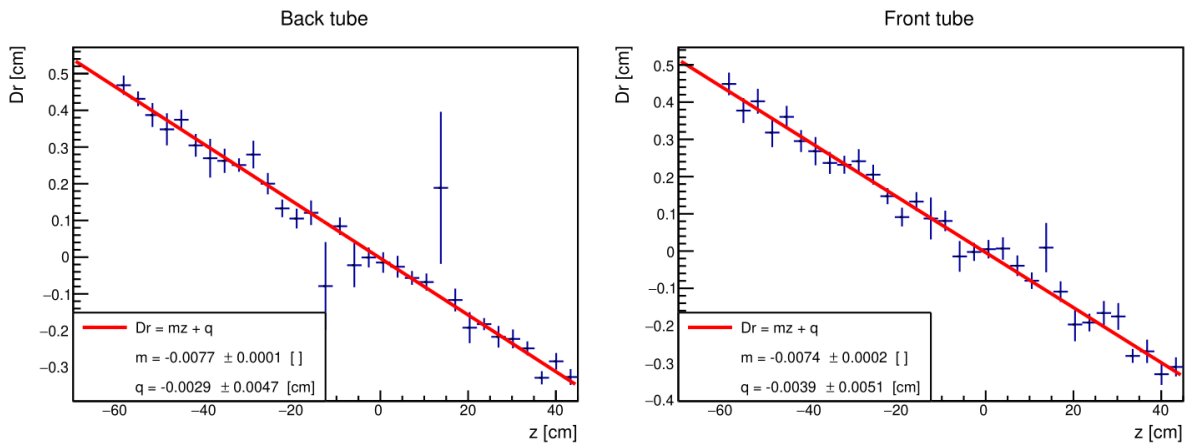 Back tube
Dr [cm]
0.5
0.4
0.3
0.2
0.1
0
−0.1
−0.2
−0.3
Dr = mz + q
m = -0.0077 ± 0.0001 [ ]
q = -0.0029 ± 0.0047 [cm]
−60 −40 −20 0 20 40
z [cm]
Front tube
Dr [cm]
0.5
0.4
0.3
0.2
0.1
0
−0.1
−0.2
−0.3
−0.4
Dr = mz + q
m = -0.0074 ± 0.0002 [ ]
q = -0.0039 ± 0.0051 [cm]
−60 −40 −20 0 20 40
z [cm]